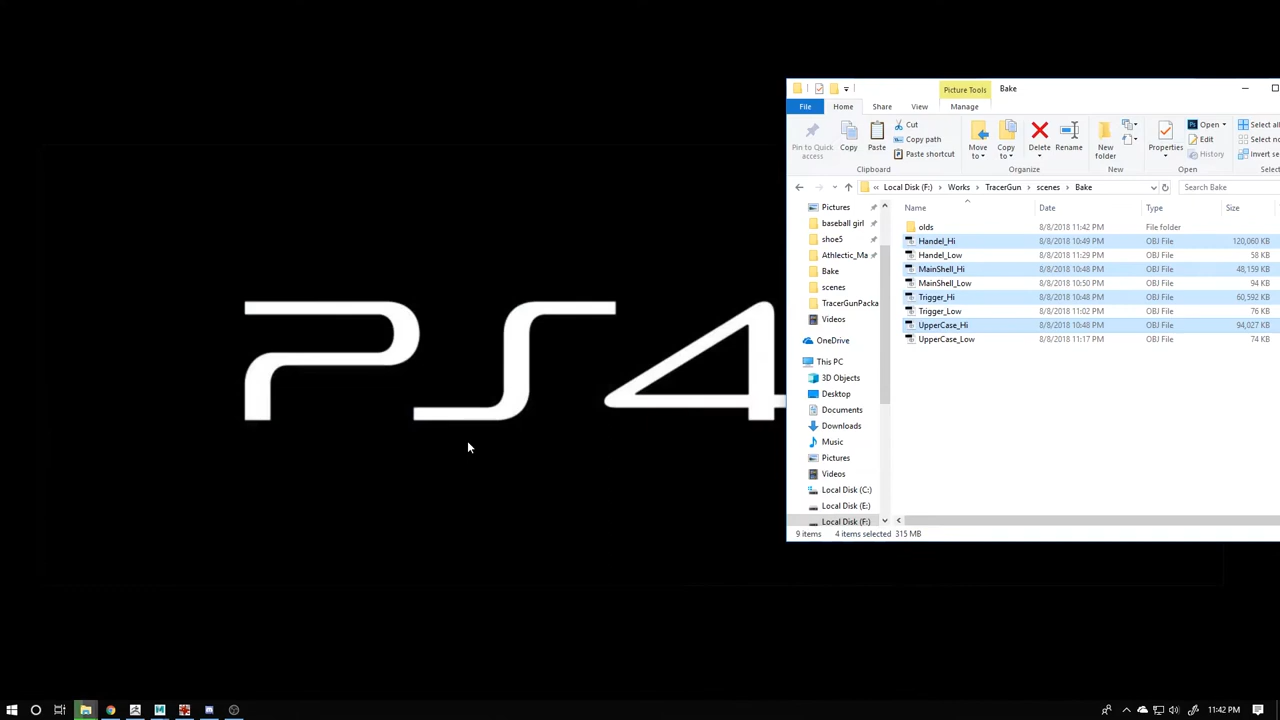 PS4
Picture Tools
Bake
File
Home
Share
View
Manage
Pin to Quick access
Copy
Paste
Cut
Copy path
Paste shortcut
Clipboard
Move to
Copy to
Delete
Rename
Organize
New folder
New
Properties
Open
Edit
History
Open
Select all
Select no
Invert se
Selec
« Local Disk (F:) > Works > TracerGun > scenes > Bake
Search Bake
Name Date Type Size
Pictures
baseball girl
shoe5
Athlectic_Ma
Bake
scenes
TracerGunPacka
Videos
OneDrive
This PC
3D Objects
Desktop
Documents
Downloads
Music
Pictures
Videos
Local Disk (C:)
Local Disk (E:)
Local Disk (F:)
olds 8/8/2018 11:42 PM File folder
Handel_Hi 8/8/2018 10:49 PM OBJ File 120,060 KB
Handel_Low 8/8/2018 11:29 PM OBJ File 58 KB
MainShell_Hi 8/8/2018 10:48 PM OBJ File 48,159 KB
MainShell_Low 8/8/2018 10:50 PM OBJ File 94 KB
Trigger_Hi 8/8/2018 10:48 PM OBJ File 60,592 KB
Trigger_Low 8/8/2018 11:02 PM OBJ File 76 KB
UpperCase_Hi 8/8/2018 10:48 PM OBJ File 94,027 KB
UpperCase_Low 8/8/2018 11:17 PM OBJ File 74 KB
9 items 4 items selected 315 MB
11:42 PM